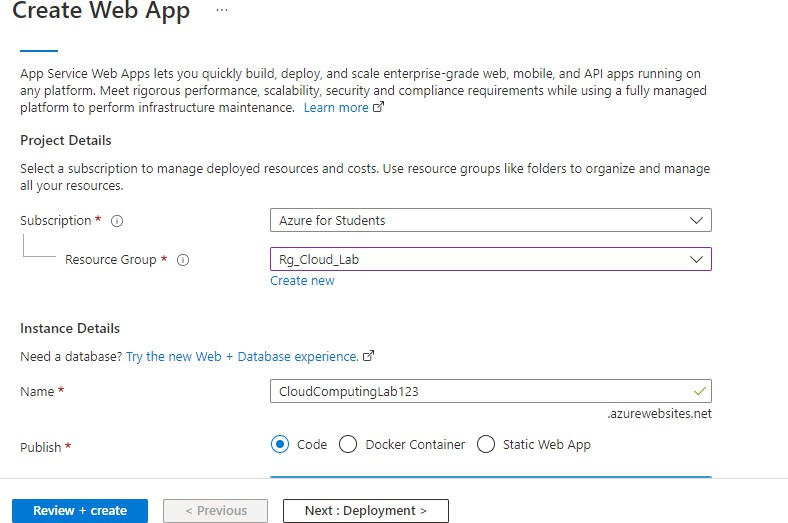 Create Web App ...
App Service Web Apps lets you quickly build, deploy, and scale enterprise-grade web, mobile, and API apps running on
any platform. Meet rigorous performance, scalability, security and compliance requirements while using a fully managed
platform to perform infrastructure maintenance. Learn more
Project Details
Select a subscription to manage deployed resources and costs. Use resource groups like folders to organize and manage
all your resources.
Subscription * Azure for Students
Resource Group * Rg_Cloud_Lab
Create new
Instance Details
Need a database? Try the new Web + Database experience.
Name * CloudComputingLab123
.azurewebsites.net
Publish * Code Docker Container Static Web App
Review + create < Previous Next : Deployment >